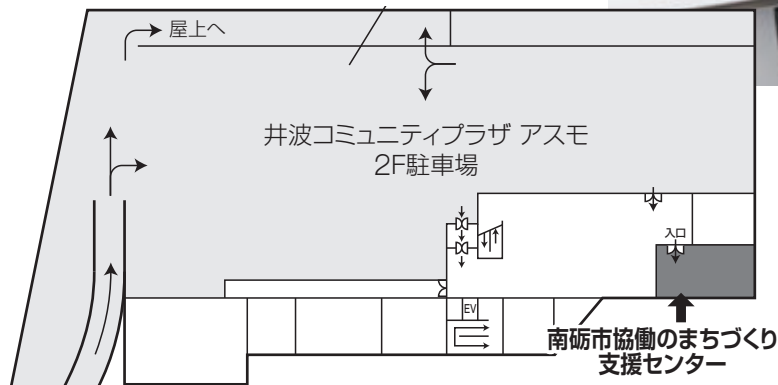 屋上へ
井波コミュニティプラザ アスモ
2F駐車場
入口
EV
南砺市協働のまちづくり
支援センター